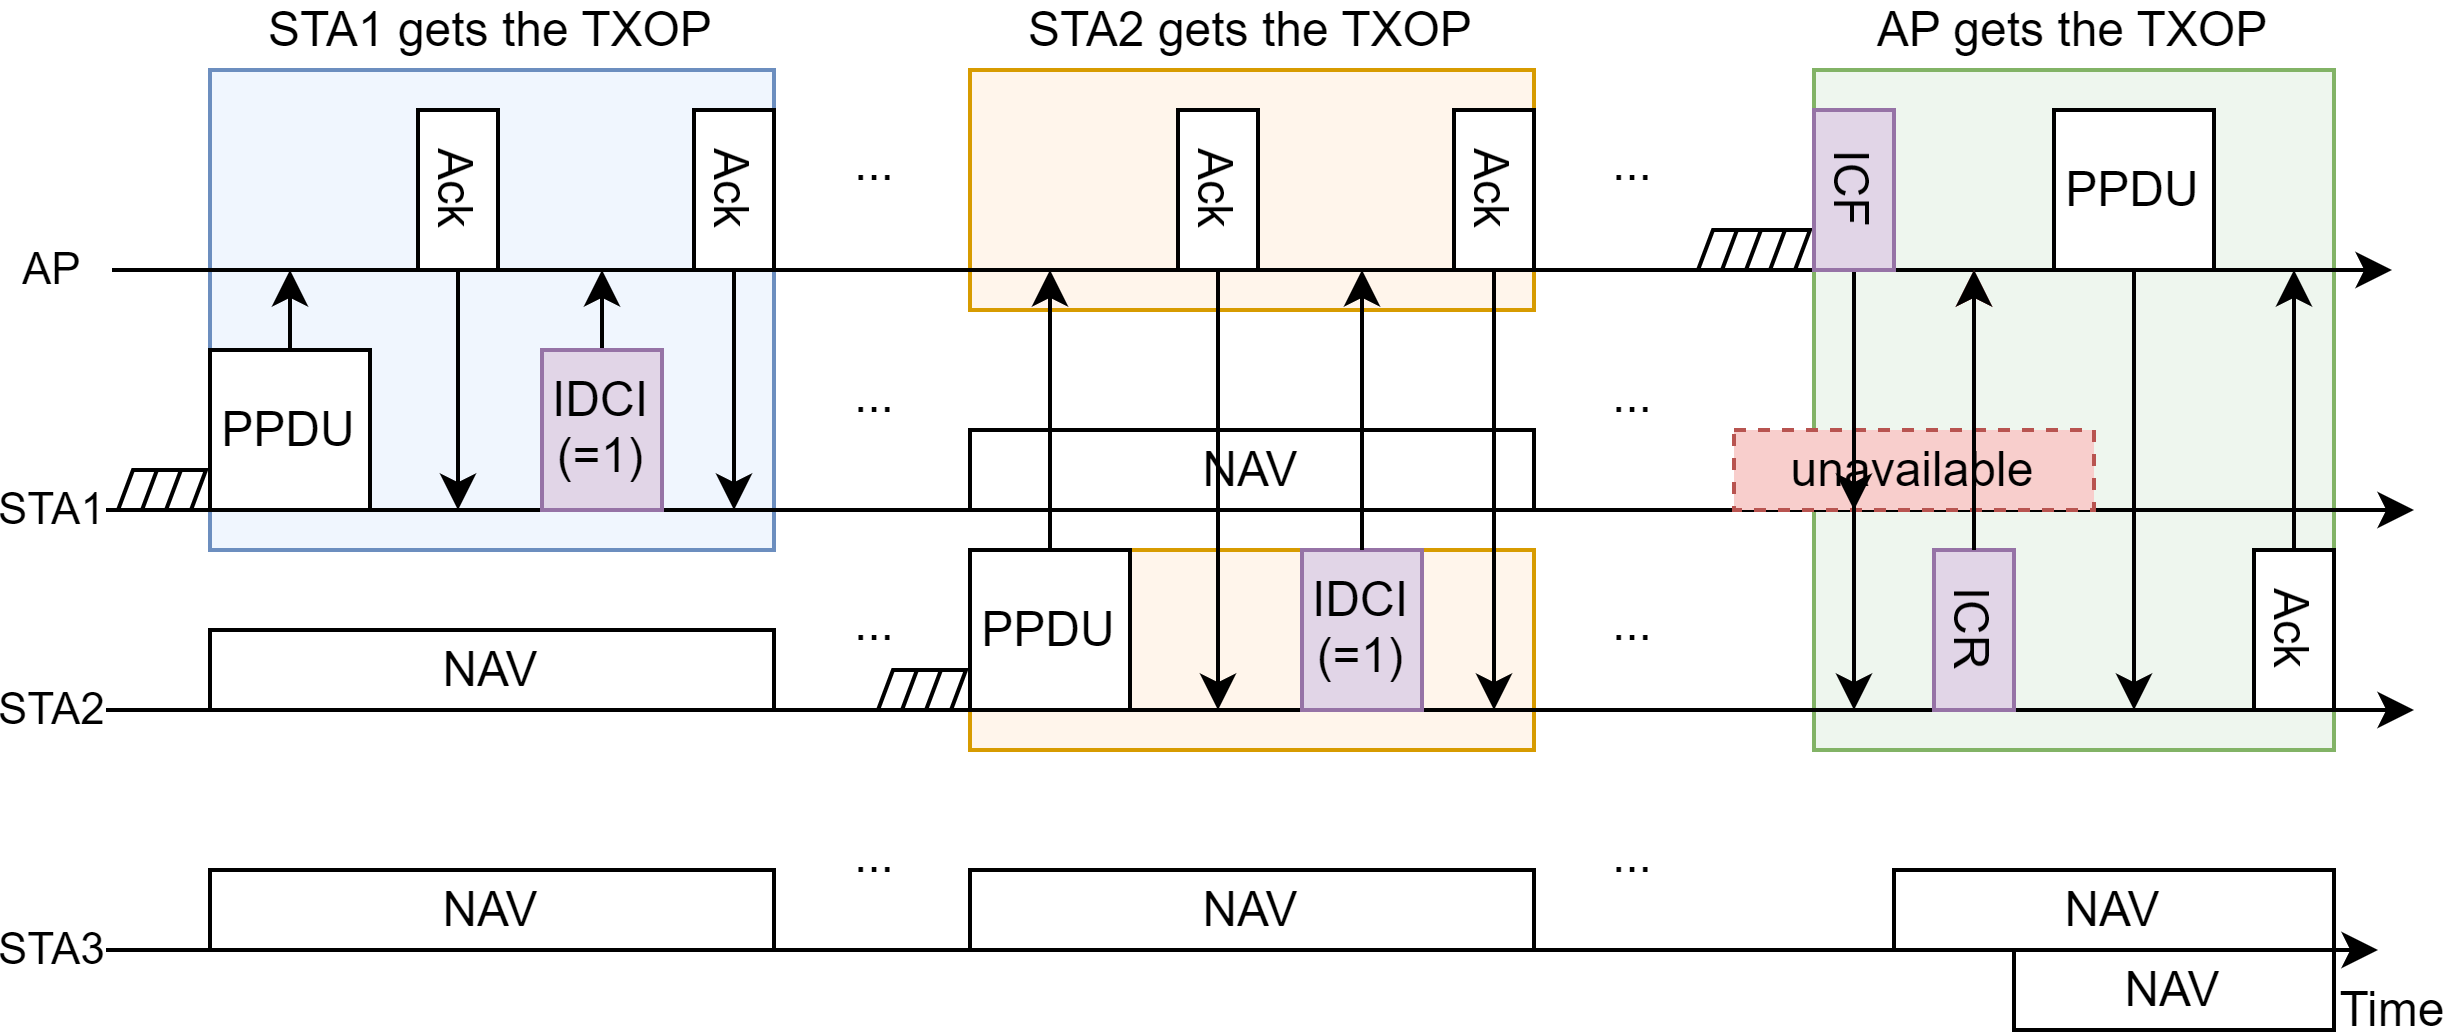 STA1 gets the TXOP
STA2 gets the TXOP
AP gets the TXOP
Ack
Ack
...
Ack
Ack
...
ICF
PPDU
AP
PPDU
IDCI
(=1)
...
NAV
...
unavailable
STA1
PPDU
IDCI
(=1)
...
ICR
Ack
NAV
...
STA2
...
...
NAV
NAV
NAV
STA3
NAV
Time